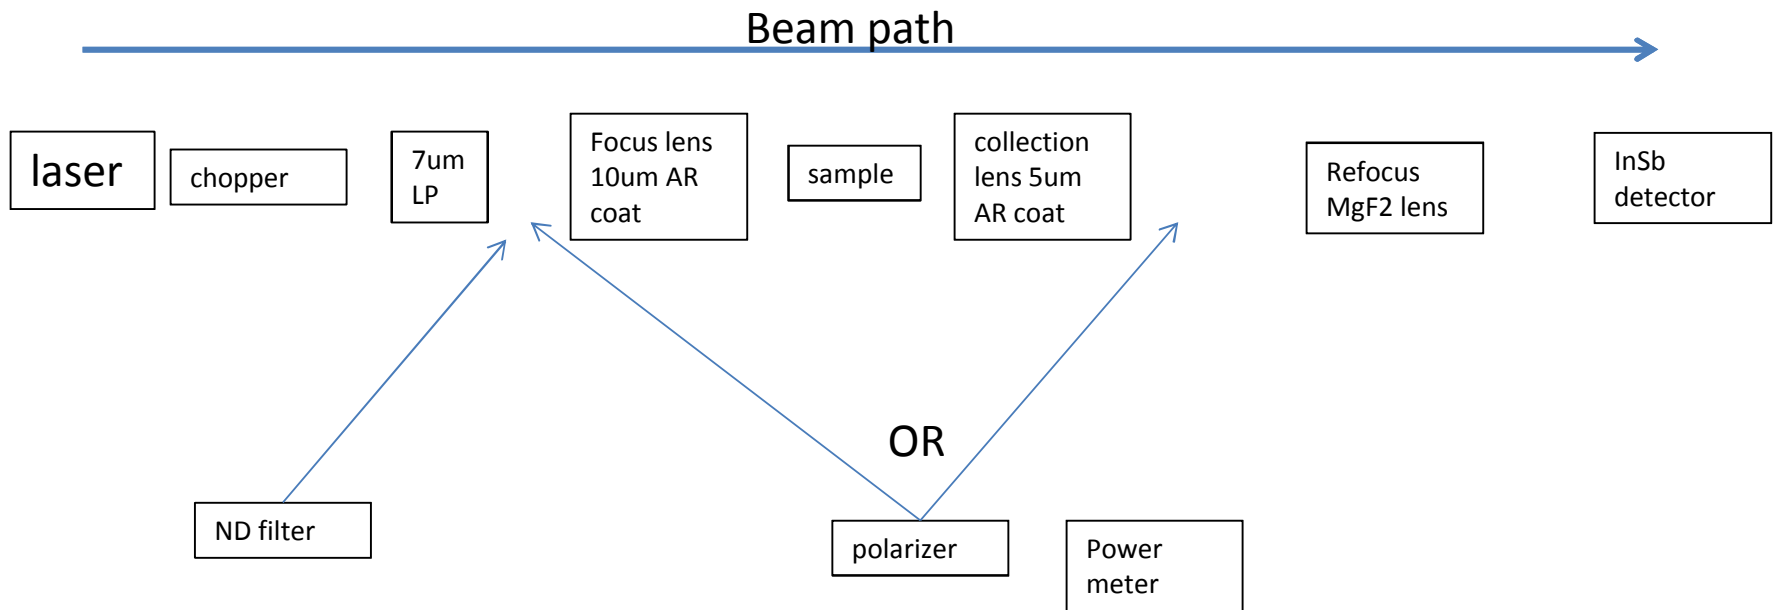 Beam path
laser
chopper
7um
LP
Focus lens
10um AR
coat
sample
collection
lens 5um
AR coat
Refocus
MgF2 lens
InSb
detector
OR
ND filter
polarizer
Power
meter